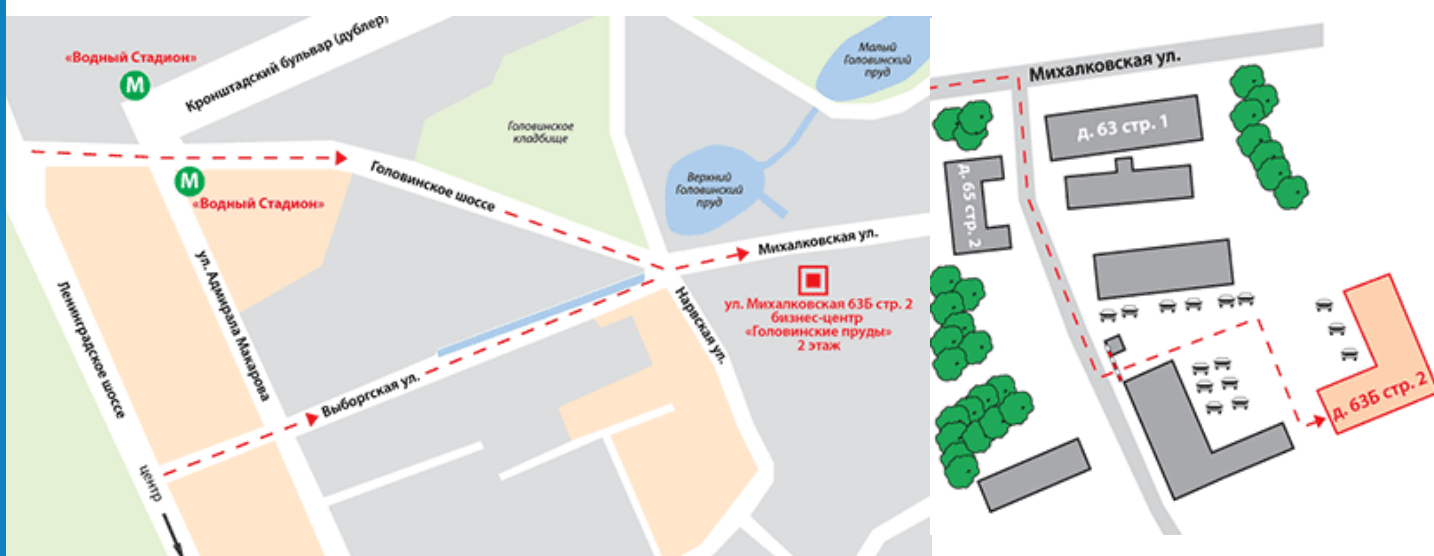 «Водный Стадион»
М
Кронштадский бульвар (дублер)
Малый
Головинский
пруд
Головинское
кладбище
Головинское шоссе
М
«Водный Стадион»
Верхний
Головинский
пруд
Михалковская ул.
ул. Михалковская 63Б стр. 2
бизнес-центр
«Головинские пруды»
2 этаж
Нарвская ул.
ул. Адмирала Макарова
Ленинградское шоссе
Выборгская ул.
центр
Михалковская ул.
д. 63 стр. 1
д. 65 стр. 2
д. 63Б стр. 2